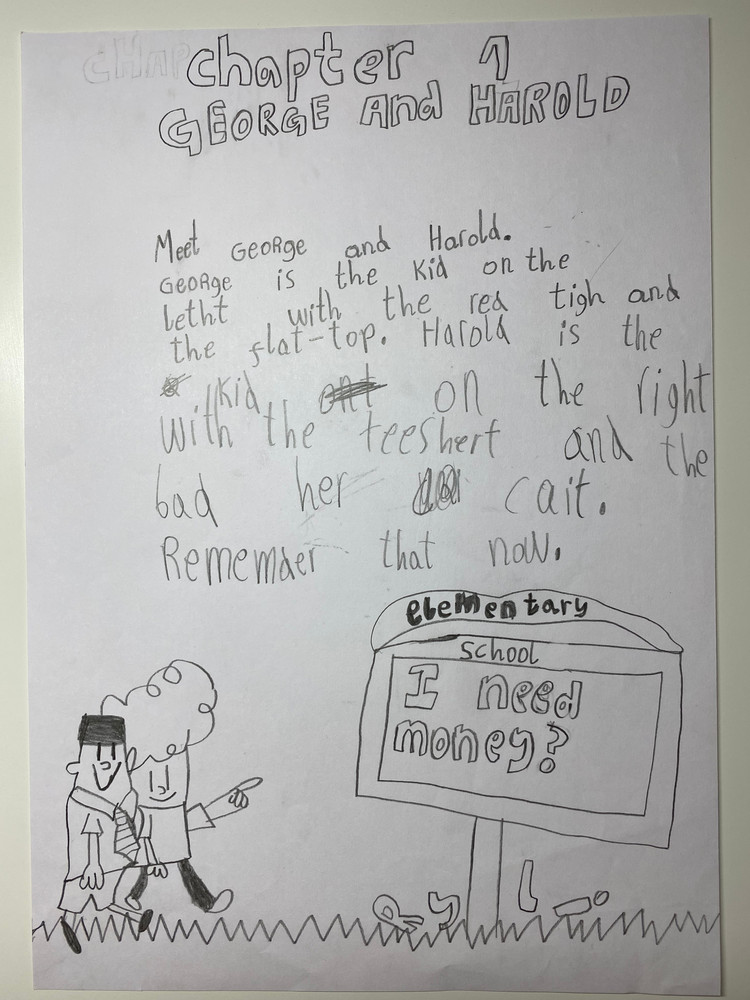 chapter 1
GEORGE And HAROLD
Meet GeoRge and Harold.
GeoRge is the Kid on the
letht with the red tigh and
the flat-top. Harold is the
Kid on the right
with the teeshert and the
bad her cait.
Rememder that now.
elementary
school
I need
money?